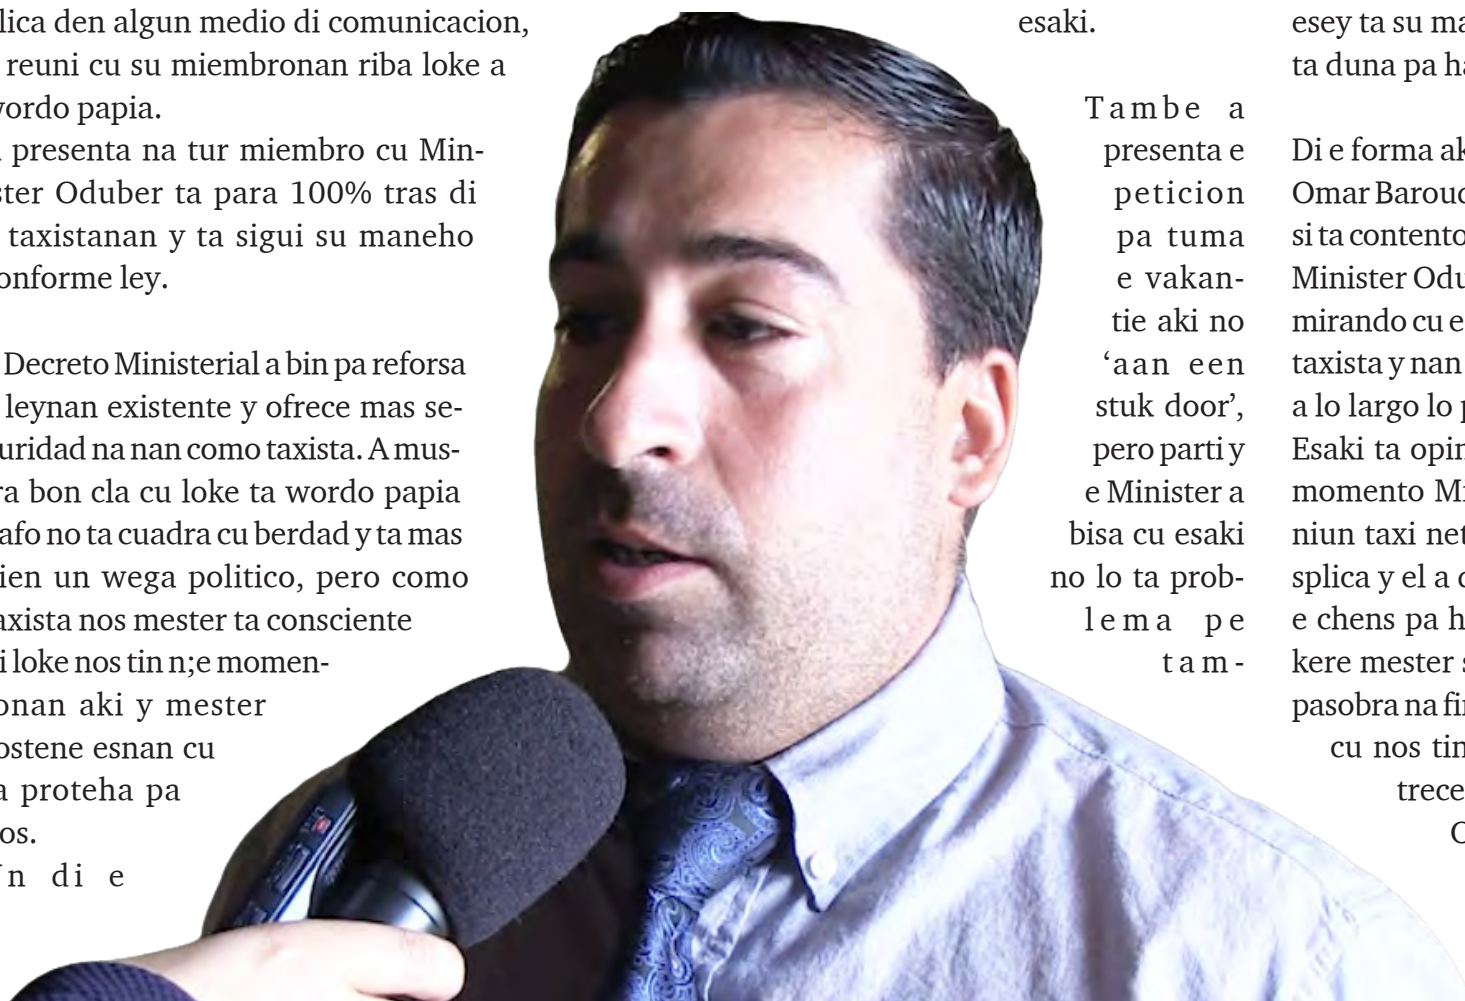 lica den algun medio di comunicacion,
reuni cu su miembronan riba loke a
wordo papia.
presenta na tur miembro cu Min-
ster Oduber ta para 100% tras di
taxistanan y ta sigui su maneho
onforme ley.
Decreto Ministerial a bin pa reforsa
leynan existente y ofrece mas se-
uridad na nan como taxista. A mus-
ra bon cla cu loke ta wordo papia
afo no ta cuadra cu berdad y ta mas
ien un wega politico, pero como
axista nos mester ta consciente
i loke nos tin n;e momen-
onan aki y mester
ostene esnan cu
a proteha pa
os.
Un di e
esaki.
Tambe a
presenta e
peticion
pa tuma
e vakan-
tie aki no
‘aan een
stuk door’,
pero parti y
e Minister a
bisa cu esaki
no lo ta prob-
lema pe
tam-
esey ta su ma
ta duna pa ha
Di e forma ak
Omar Baroud
si ta contento
Minister Odu
mirando cu e
taxista y nan
a lo largo lo p
Esaki ta opin
momento Mi
niun taxi net
splica y el a d
e chens pa h
kere mester s
pasobra na fin
cu nos tin
trece